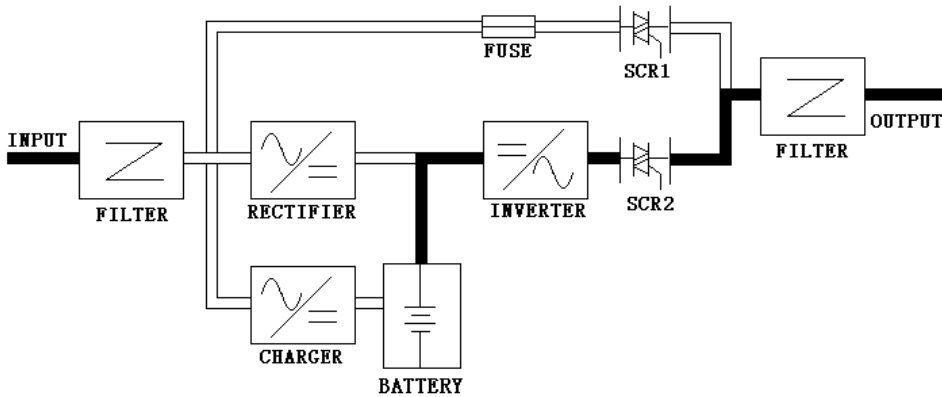 FUSE
SCR1
INPUT
OUTPUT
FILTER
FILTER
RECTIFIER
INVERTER
SCR2
CHARGER
BATTERY